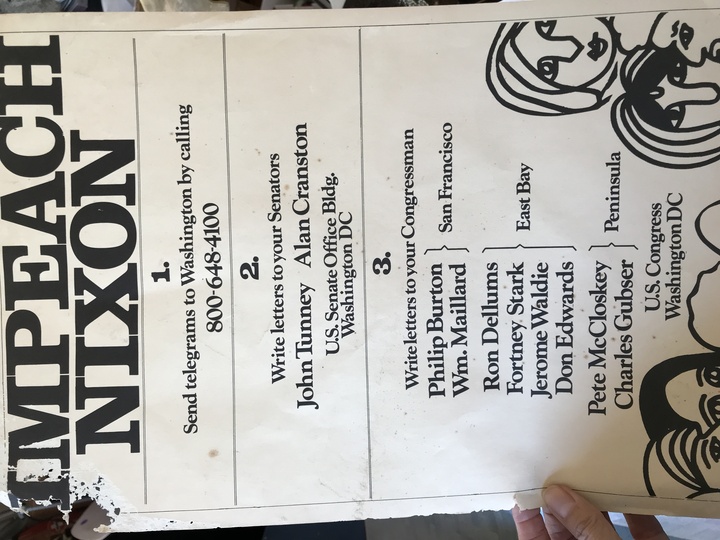 IMPEACH
NIXON
1.
Send telegrams to Washington by calling
800-648-4100
2.
Write letters to your Senators
John Tunney Alan Cranston
U.S. Senate Office Bldg.
Washington DC
3.
Write letters to your Congressman
Philip Burton
Wm. Maillard
San Francisco
Ron Dellums
Fortney Stark
Jerome Waldie
Don Edwards
East Bay
Pete McCloskey
Charles Gubser
Peninsula
U.S. Congress
Washington DC